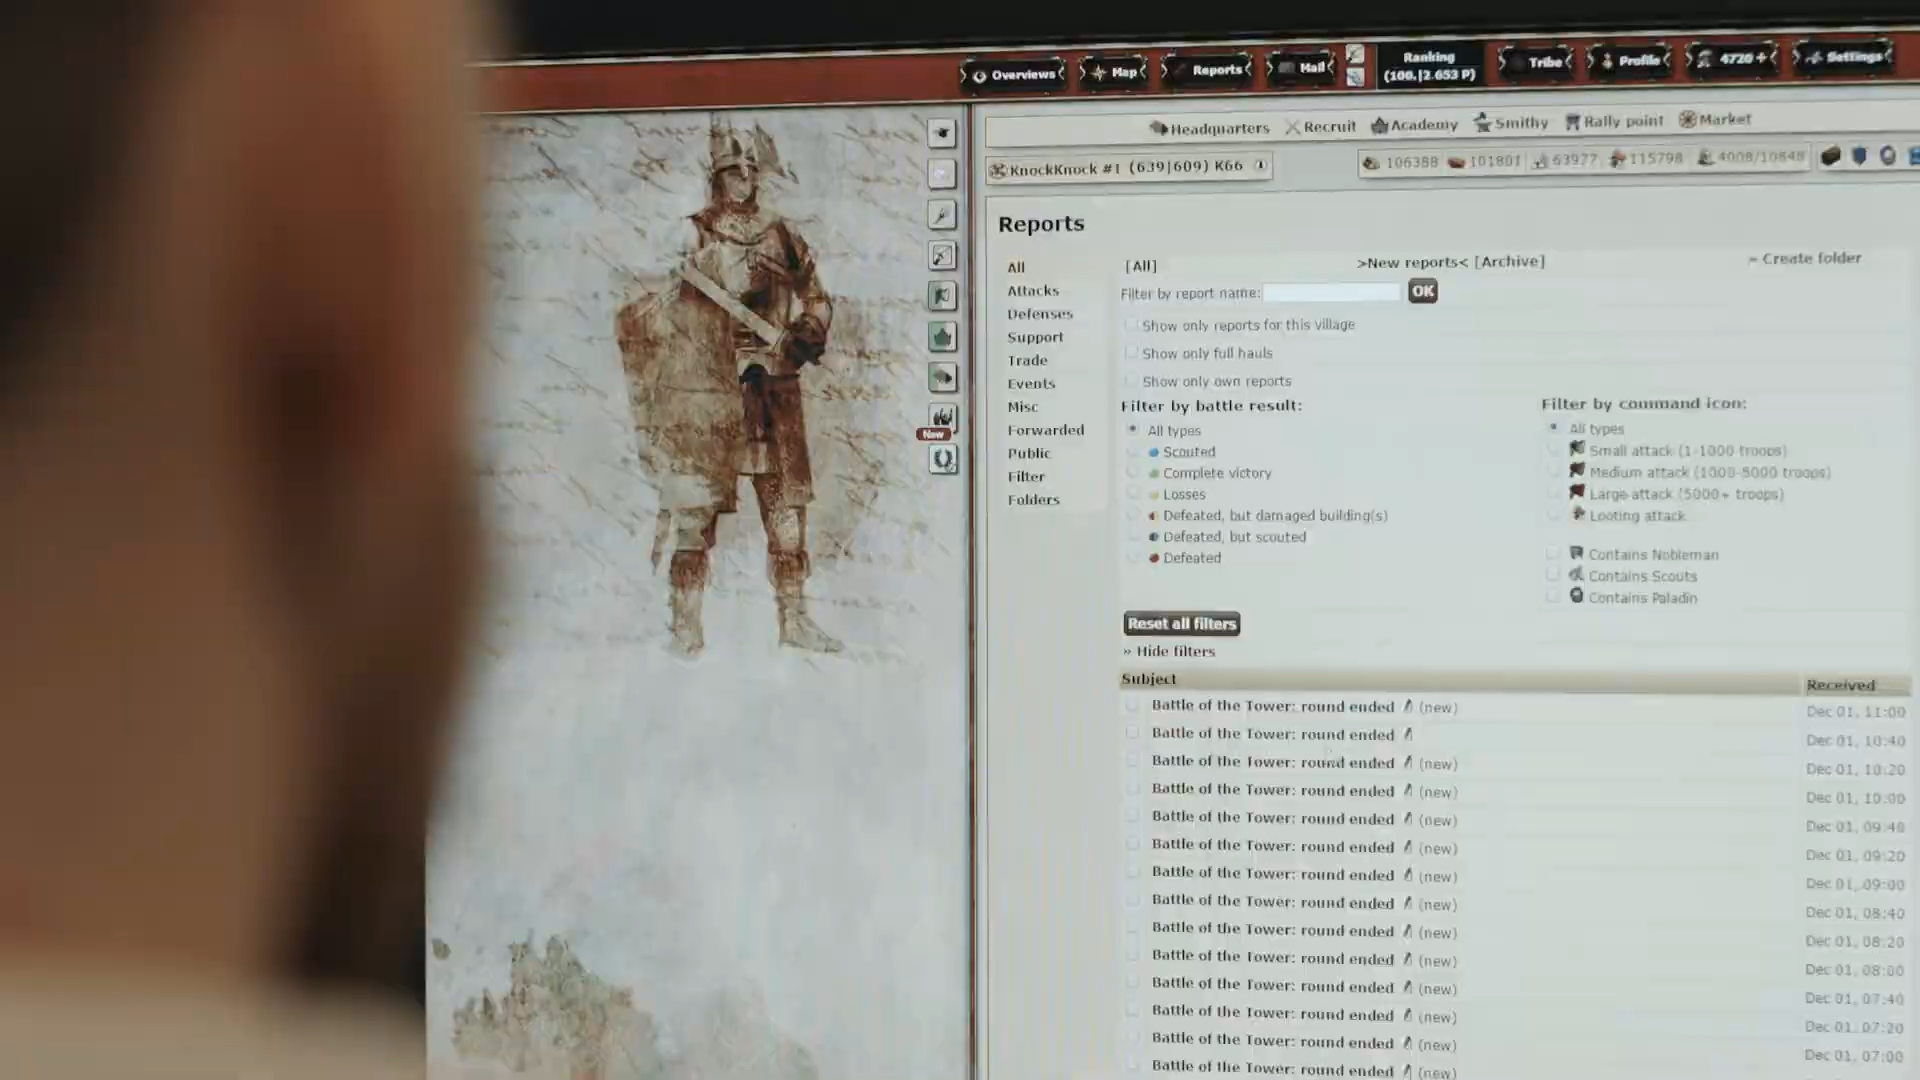 Overviews Map Reports Mail Ranking Tribe Profile 4720 + Settings
(100.|2.653 P)
Headquarters Recruit Academy Smithy Rally point Market
KnockKnock #1 (639|609) K66
106388 101801 63977 115798 4008/10848
Reports
All
Attacks
Defenses
Support
Trade
Events
Misc
Forwarded
Public
Filter
Folders
New
[All] >New reports< [Archive] » Create folder
Filter by report name: OK
Show only reports for this village
Show only full hauls
Show only own reports
Filter by battle result:
All types
Scouted
Complete victory
Losses
Defeated, but damaged building(s)
Defeated, but scouted
Defeated
Filter by command icon:
All types
Small attack (1-1000 troops)
Medium attack (1000-5000 troops)
Large attack (5000+ troops)
Looting attack
Contains Nobleman
Contains Scouts
Contains Paladin
Reset all filters
» Hide filters
Subject Received
Battle of the Tower: round ended (new) Dec 01, 11:00
Battle of the Tower: round ended Dec 01, 10:40
Battle of the Tower: round ended (new) Dec 01, 10:20
Battle of the Tower: round ended (new) Dec 01, 10:00
Battle of the Tower: round ended (new) Dec 01, 09:40
Battle of the Tower: round ended (new) Dec 01, 09:20
Battle of the Tower: round ended (new) Dec 01, 09:00
Battle of the Tower: round ended (new) Dec 01, 08:40
Battle of the Tower: round ended (new) Dec 01, 08:20
Battle of the Tower: round ended (new) Dec 01, 08:00
Battle of the Tower: round ended (new) Dec 01, 07:40
Battle of the Tower: round ended (new) Dec 01, 07:20
Battle of the Tower: round ended (new) Dec 01, 07:00
Battle of the Tower: round ended (new)